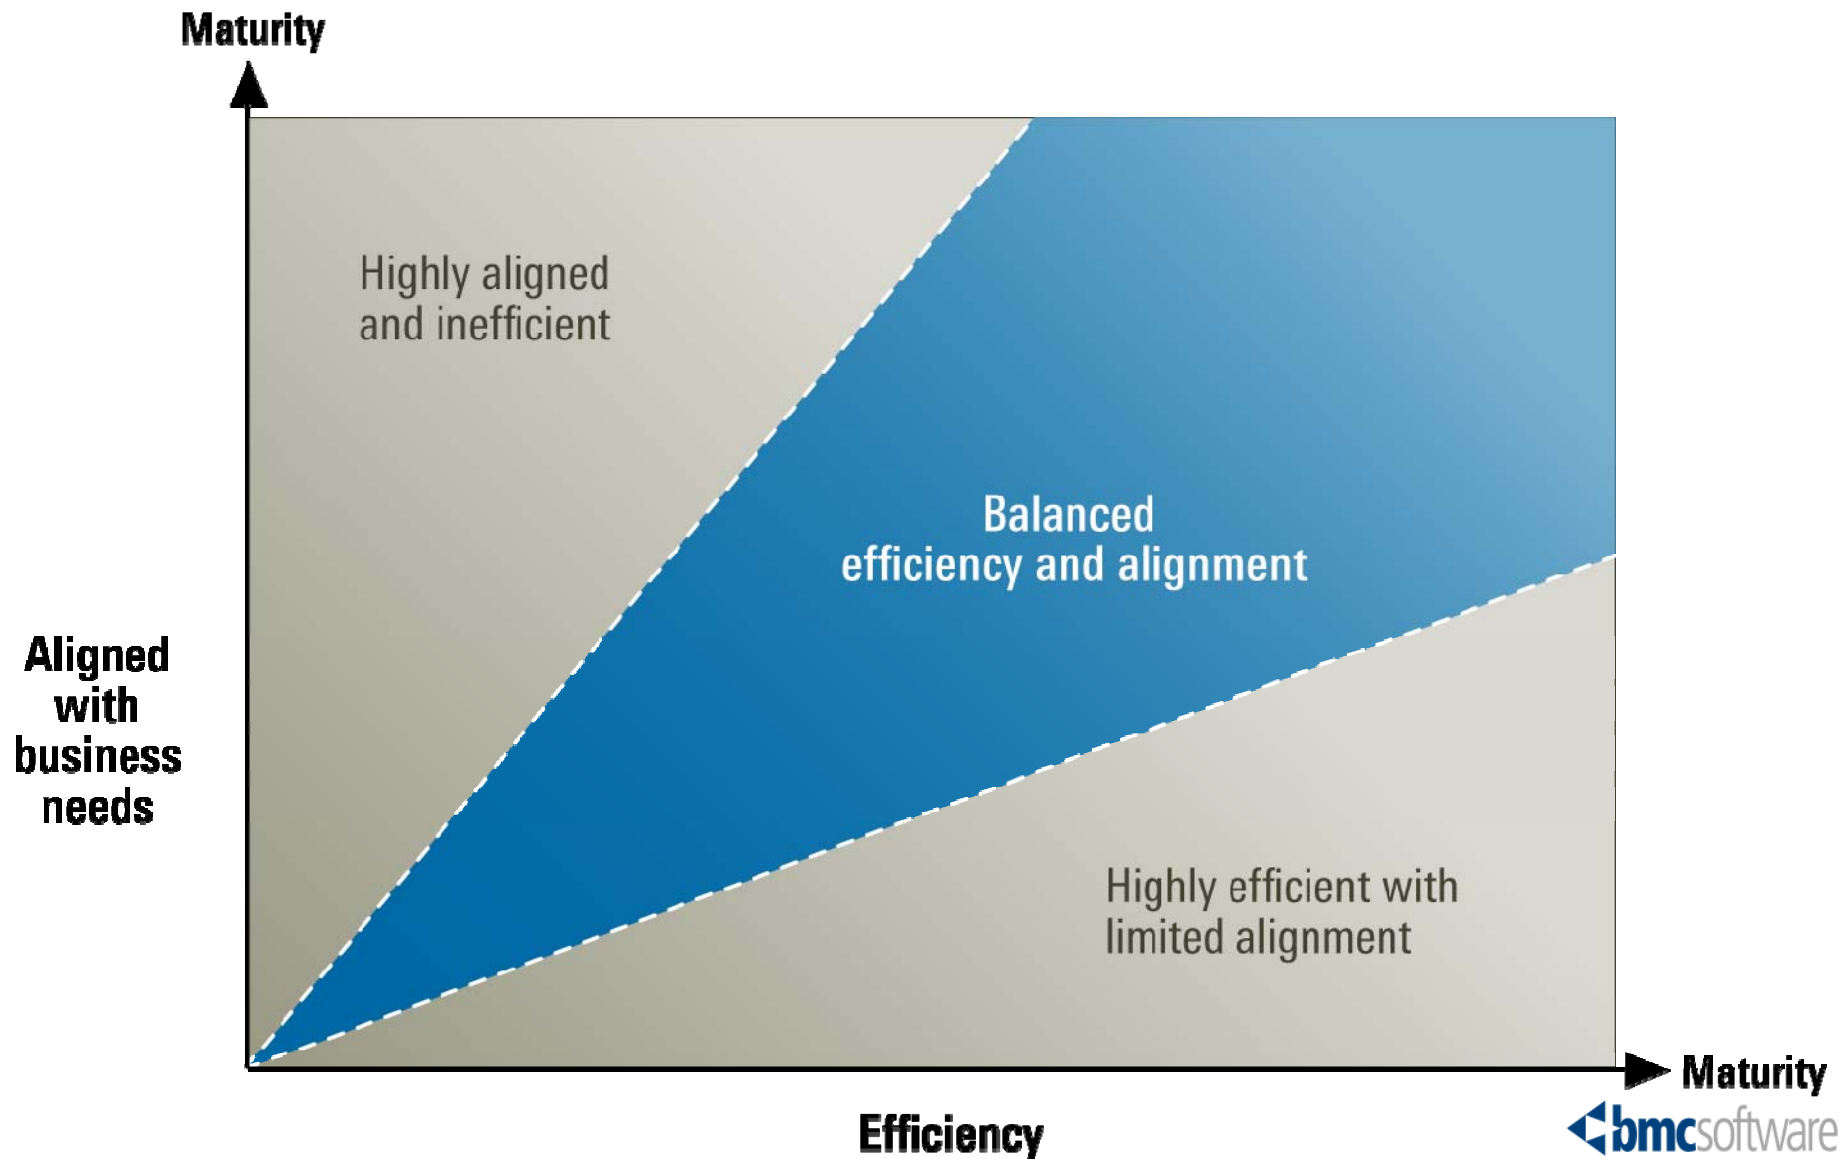 Maturity
Highly aligned
and inefficient
Balanced
efficiency and alignment
Aligned
with
business
needs
Highly efficient with
limited alignment
Maturity
Efficiency
bmcsoftware